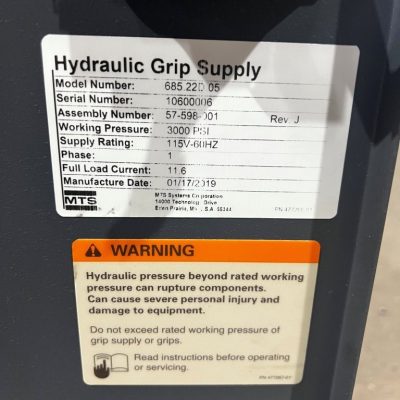 Hydraulic Grip Supply
Model Number: 685.22D.05
Serial Number: 10600006
Assembly Number: 57-598-001 Rev. J
Working Pressure: 3000 PSI
Supply Rating: 115V-60HZ
Phase: 1
Full Load Current: 11.6
Manufacture Date: 01/17/2019
MTS
MTS Systems Corporation
14000 Technology Drive
Eden Prairie, MN, U.S.A. 55344
WARNING
Hydraulic pressure beyond rated working
pressure can rupture components.
Can cause severe personal injury and
damage to equipment.
Do not exceed rated working pressure of
grip supply or grips.
Read instructions before operating
or servicing.